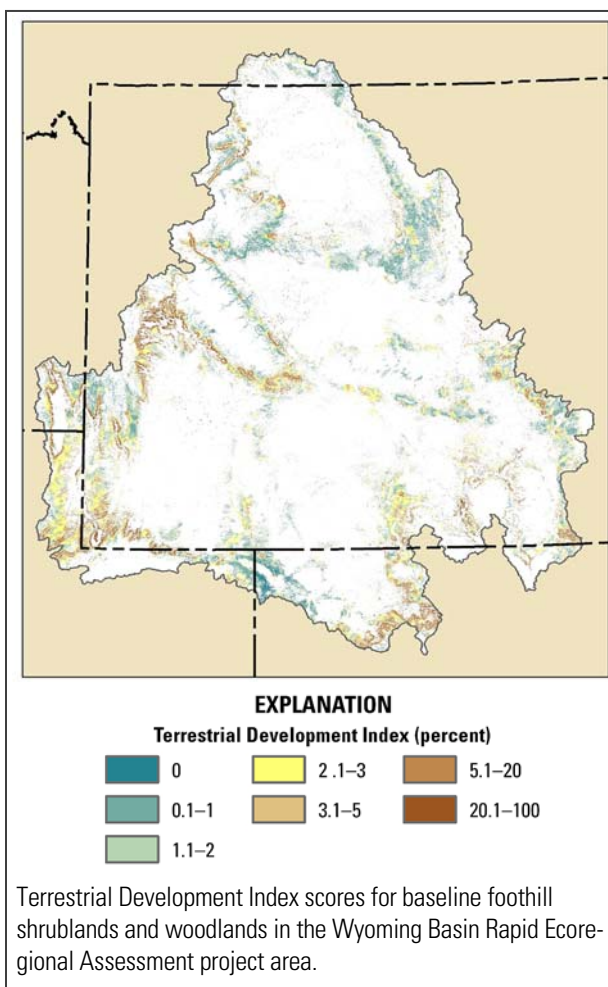 EXPLANATION
Terrestrial Development Index (percent)
0
2 .1–3
5.1–20
0.1–1
3.1–5
20.1–100
1.1–2
Terrestrial Development Index scores for baseline foothill
shrublands and woodlands in the Wyoming Basin Rapid Ecore-
gional Assessment project area.